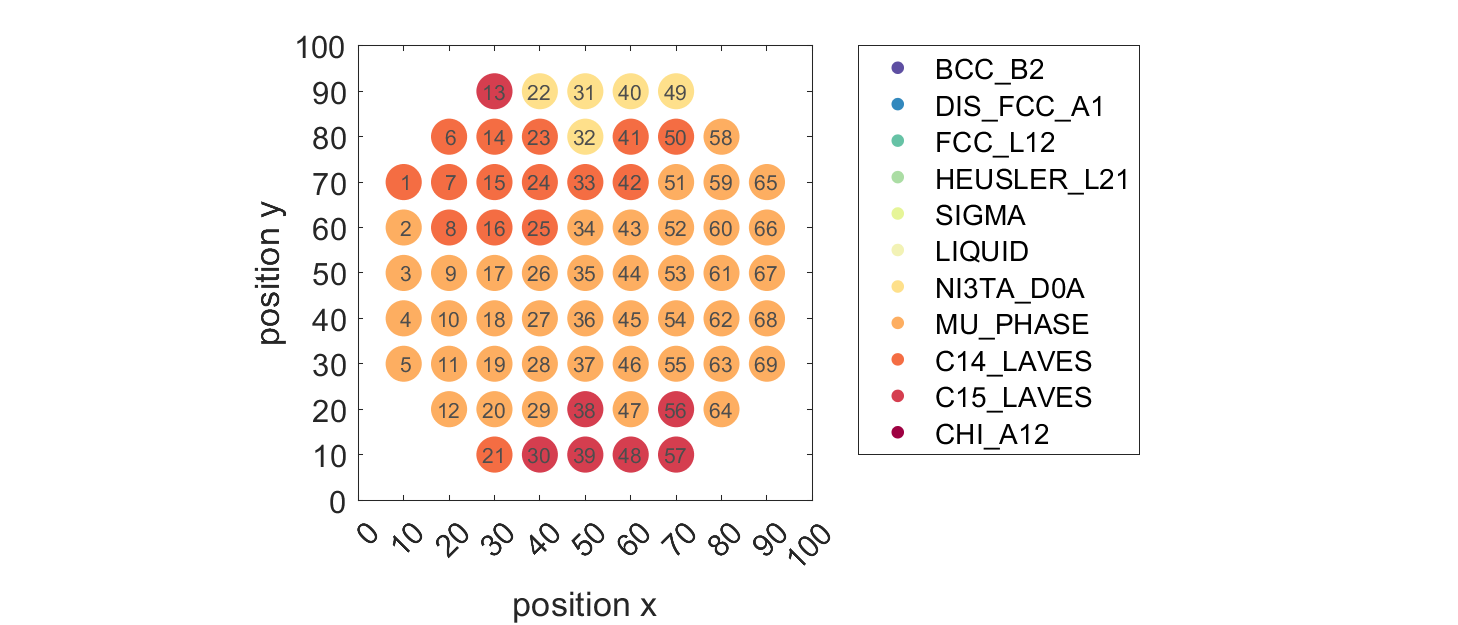 100
90 13 22 31 40 49
80 6 14 23 32 41 50 58
70 1 7 15 24 33 42 51 59 65
60 2 8 16 25 34 43 52 60 66
50 3 9 17 26 35 44 53 61 67
40 4 10 18 27 36 45 54 62 68
30 5 11 19 28 37 46 55 63 69
20 12 20 29 38 47 56 64
10 21 30 39 48 57
0
position y
0 10 20 30 40 50 60 70 80 90 100
position x
BCC_B2
DIS_FCC_A1
FCC_L12
HEUSLER_L21
SIGMA
LIQUID
NI3TA_D0A
MU_PHASE
C14_LAVES
C15_LAVES
CHI_A12